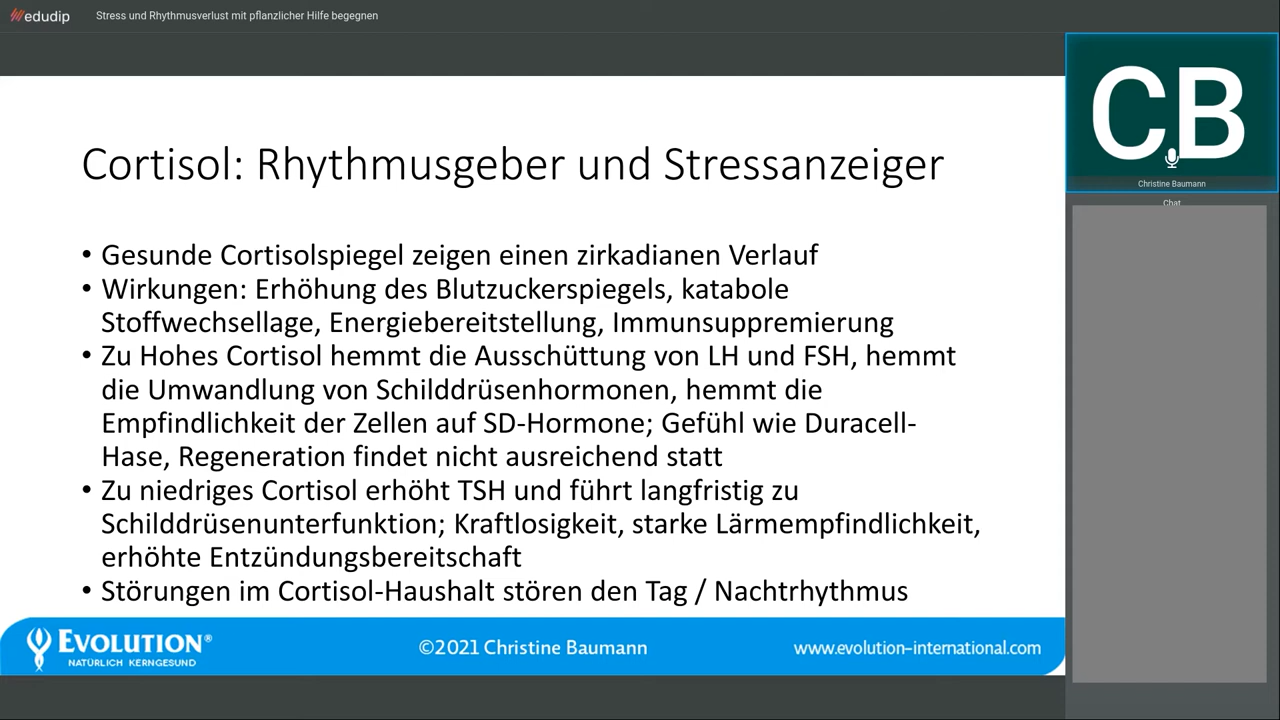 edudip
Stress und Rhythmusverlust mit pflanzlicher Hilfe begegnen
Cortisol: Rhythmusgeber und Stressanzeiger
• Gesunde Cortisolspiegel zeigen einen zirkadianen Verlauf
• Wirkungen: Erhöhung des Blutzuckerspiegels, katabole
Stoffwechsellage, Energiebereitstellung, Immunsuppremierung
• Zu Hohes Cortisol hemmt die Ausschüttung von LH und FSH, hemmt
die Umwandlung von Schilddrüsenhormonen, hemmt die
Empfindlichkeit der Zellen auf SD-Hormone; Gefühl wie Duracell-
Hase, Regeneration findet nicht ausreichend statt
• Zu niedriges Cortisol erhöht TSH und führt langfristig zu
Schilddrüsenunterfunktion; Kraftlosigkeit, starke Lärmempfindlichkeit,
erhöhte Entzündungsbereitschaft
• Störungen im Cortisol-Haushalt stören den Tag / Nachtrhythmus
EVOLUTION®
NATÜRLICH KERNGESUND
©2021 Christine Baumann
www.evolution-international.com
CB
Christine Baumann
Chat